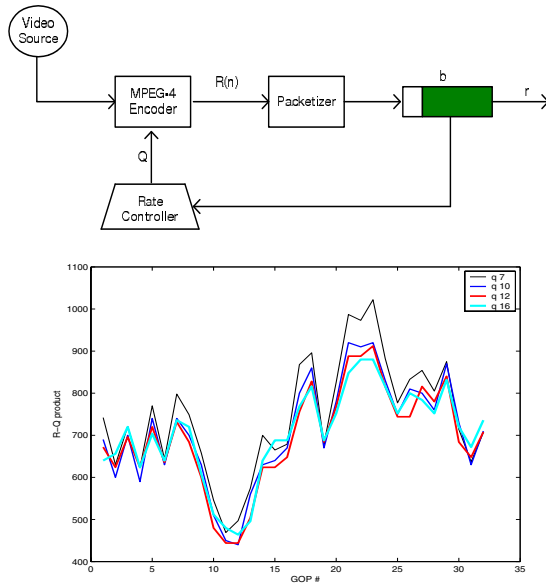 Video
Source
MPEG-4
Encoder
R(n)
Packetizer
b
r
Q
Rate
Controller
1100
1000
900
800
700
600
500
400
R-Q product
0
5
10
15
20
25
30
35
GOP #
q 7
q 10
q 12
q 16